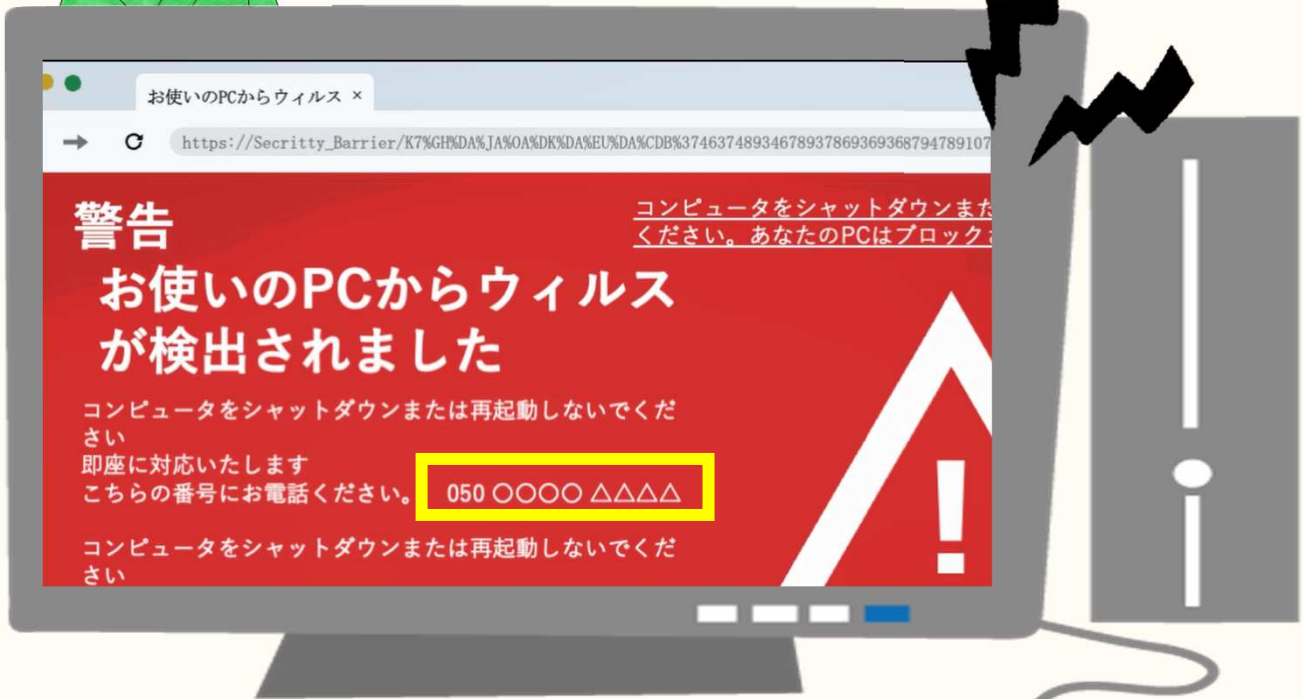 お使いのPCからウィルス ×
https://Secritty_Barrier/K7%GH%DA%JA%OA%DK%DA%EU%DA%CDB%37463748934678937869369368794789107
警告
コンピュータをシャットダウンまた
ください。あなたのPCはブロック
お使いのPCからウィルス
が検出されました
コンピュータをシャットダウンまたは再起動しないでくだ
さい
即座に対応いたします
こちらの番号にお電話ください。 050 〇〇〇〇 △△△△
コンピュータをシャットダウンまたは再起動しないでくだ
さい
!